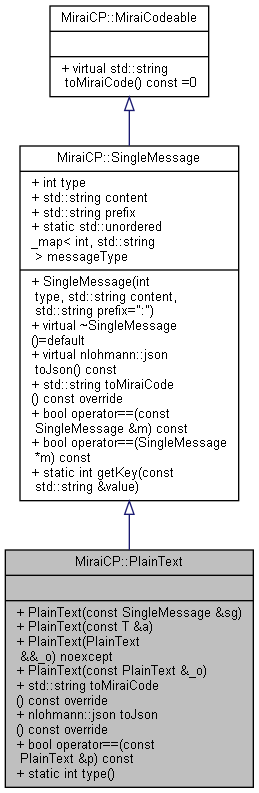 MiraiCP::MiraiCodeable
+ virtual std::string
toMiraiCode() const =0
MiraiCP::SingleMessage
+ int type
+ std::string content
+ std::string prefix
+ static std::unordered
_map< int, std::string
> messageType
+ SingleMessage(int
type, std::string content,
std::string prefix=":")
+ virtual ~SingleMessage
()=default
+ virtual nlohmann::json
toJson() const
+ std::string toMiraiCode
() const override
+ bool operator==(const
SingleMessage &m) const
+ bool operator==(SingleMessage
*m) const
+ static int getKey(const
std::string &value)
MiraiCP::PlainText
+ PlainText(const SingleMessage &sg)
+ PlainText(const T &a)
+ PlainText(PlainText
&&_o) noexcept
+ PlainText(const PlainText &_o)
+ std::string toMiraiCode
() const override
+ nlohmann::json toJson
() const override
+ bool operator==(const
PlainText &p) const
+ static int type()